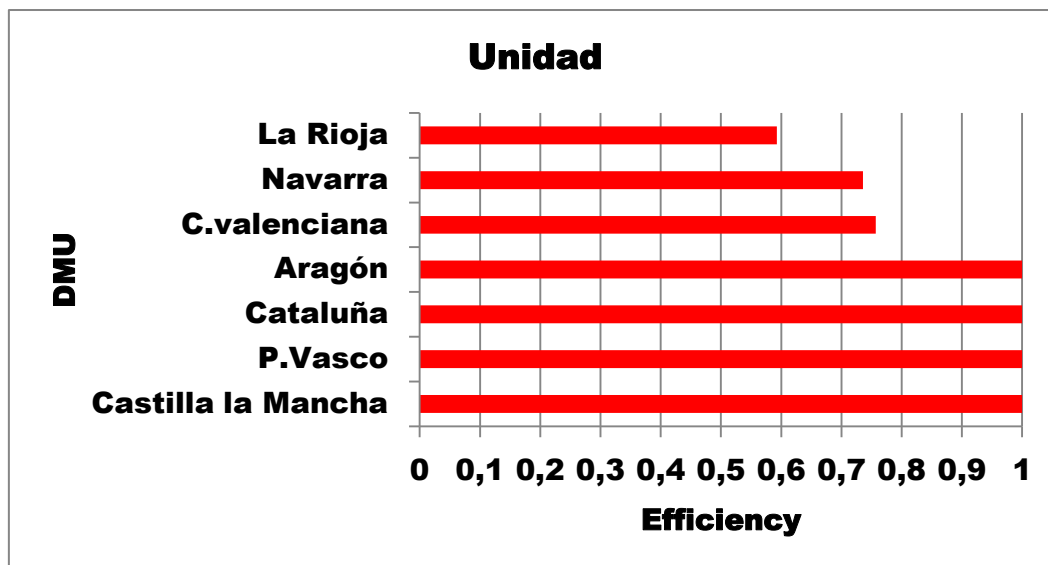 Unidad
La Rioja
Navarra
C.valenciana
Aragón
Cataluña
P.Vasco
Castilla la Mancha
DMU
0 0,1 0,2 0,3 0,4 0,5 0,6 0,7 0,8 0,9 1
Efficiency